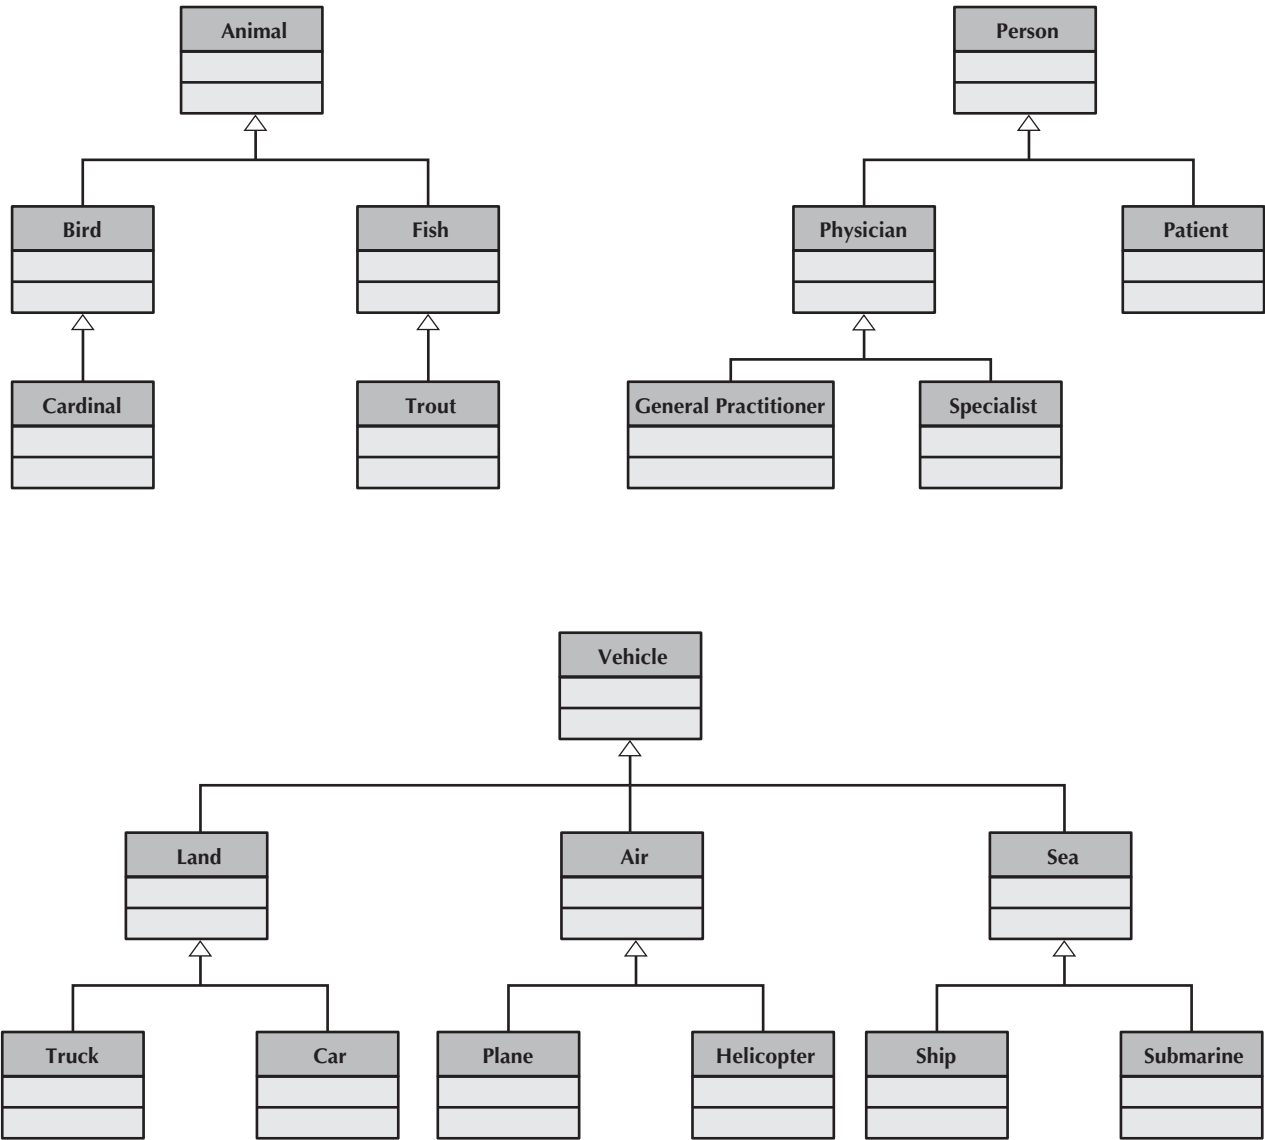 Animal
Person
Bird
Fish
Physician
Patient
Cardinal
Trout
General Practitioner
Specialist
Vehicle
Land
Air
Sea
Truck
Car
Plane
Helicopter
Ship
Submarine